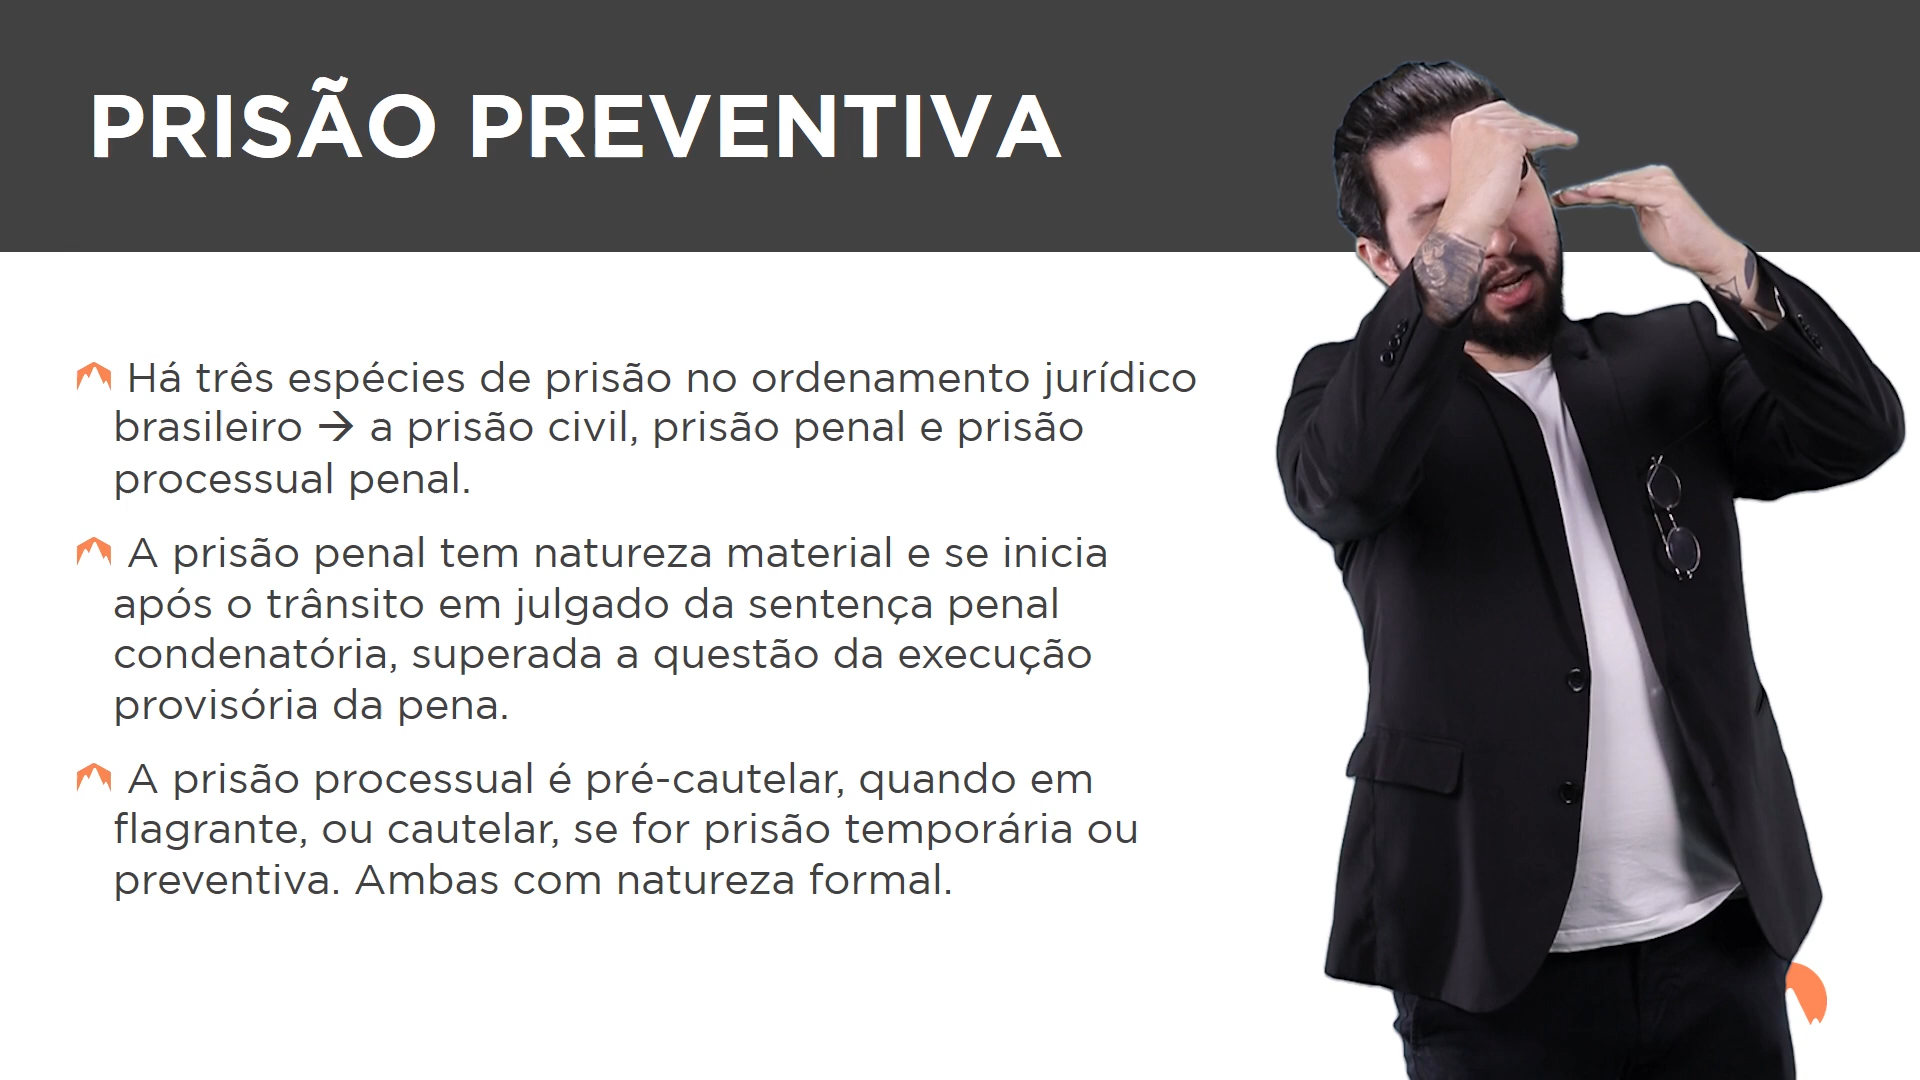 PRISÃO PREVENTIVA
Há três espécies de prisão no ordenamento jurídico
brasileiro → a prisão civil, prisão penal e prisão
processual penal.
A prisão penal tem natureza material e se inicia
após o trânsito em julgado da sentença penal
condenatória, superada a questão da execução
provisória da pena.
A prisão processual é pré-cautelar, quando em
flagrante, ou cautelar, se for prisão temporária ou
preventiva. Ambas com natureza formal.